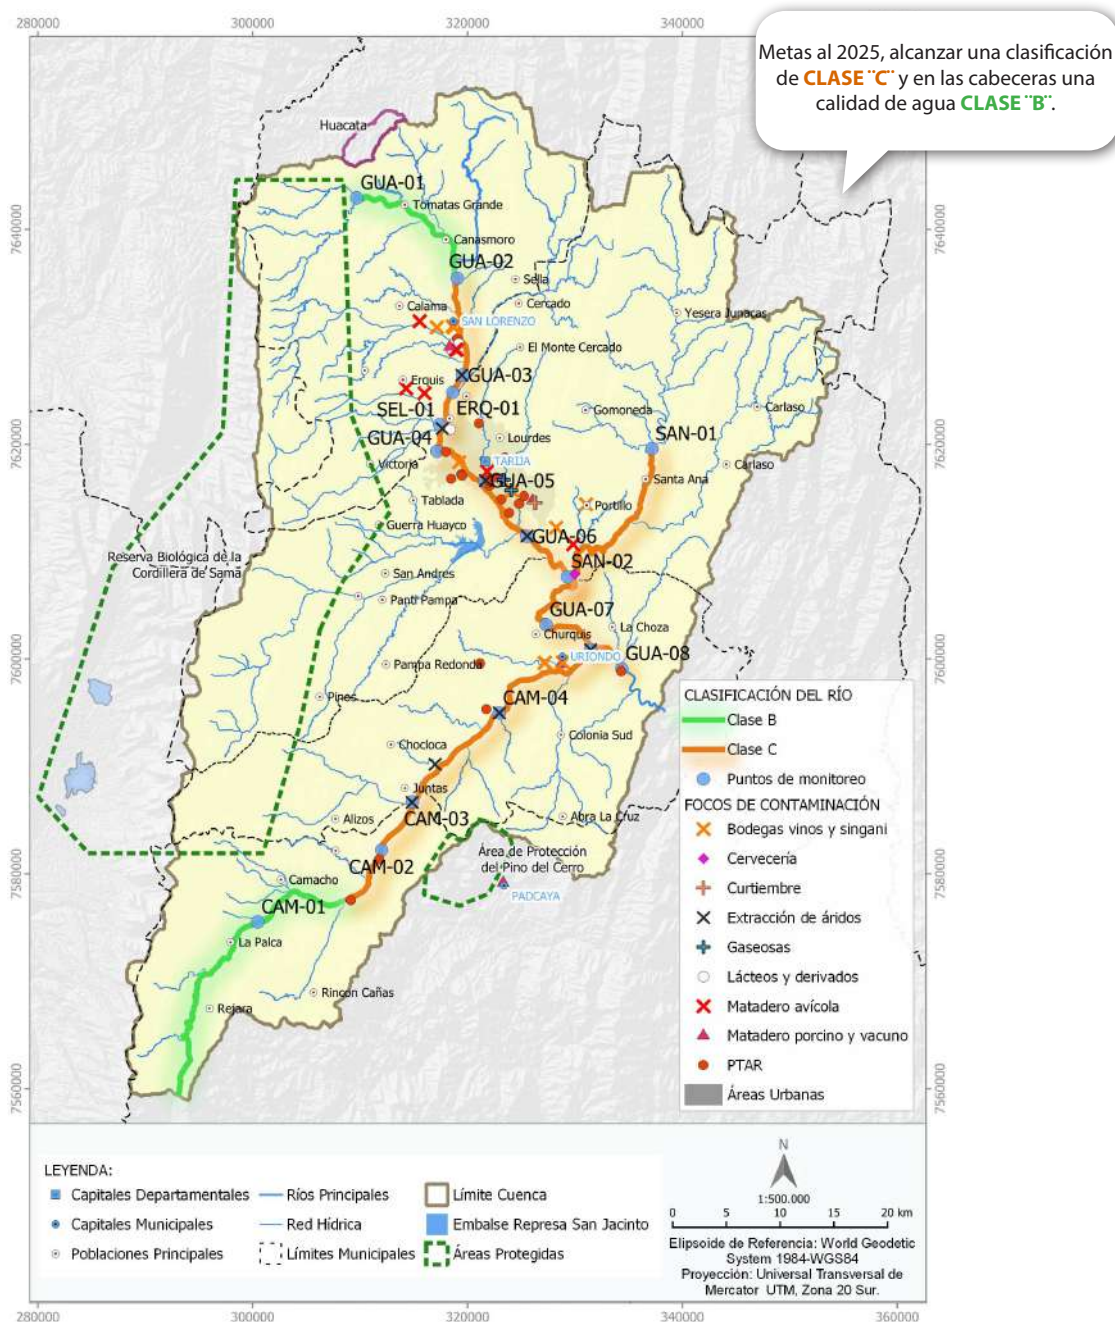 280000
300000
320000
340000
Metas al 2025, alcanzar una clasificación
de CLASE ¨C¨ y en las cabeceras una
calidad de agua CLASE ¨B¨.
Huacata
GUA-01
Tomatas Grande
7640000
7640000
Canasmoro
GUA-02
Sella
Calama
Cercado
SAN LORENZO
Yesera Junacas
El Monte Cercado
GUA-03
Erquis
SEL-01
ERQ-01
Gomoneda
Carlaso
SAN-01
GUA-04
Lourdes
7620000
7620000
Victoria
TARIJA
Carlaso
GUA-05
Santa Ana
Tablada
Portillo
Guerra Huayco
GUA-06
Reserva Biológica de la
Cordillera de Sama
SAN-02
San Andres
Panti Pampa
GUA-07
La Choza
Churquis
7600000
7600000
Pampa Redonda
URIONDO
GUA-08
Pinos
CAM-04
Colonia Sud
Chocloca
Juntas
CAM-03
Alizos
Abra La Cruz
CAM-02
Área de Protección
del Pino del Cerro
7580000
7580000
Camacho
PADCAYA
CAM-01
La Palca
Rincon Cañas
Rejara
7560000
7560000
CLASIFICACIÓN DEL RÍO
Clase B
Clase C
Puntos de monitoreo
FOCOS DE CONTAMINACIÓN
Bodegas vinos y singani
Cervecería
Curtiembre
Extracción de áridos
Gaseosas
Lácteos y derivados
Matadero avícola
Matadero porcino y vacuno
PTAR
Áreas Urbanas
LEYENDA:
Capitales Departamentales
Ríos Principales
Límite Cuenca
Capitales Municipales
Red Hídrica
Embalse Represa San Jacinto
Poblaciones Principales
Límites Municipales
Áreas Protegidas
N
1:500.000
0 5 10 20 km
Elipsoide de Referencia: World Geodetic
System 1984-WGS84
Proyección: Universal Transversal de
Mercator UTM, Zona 20 Sur.
280000
300000
320000
340000
360000